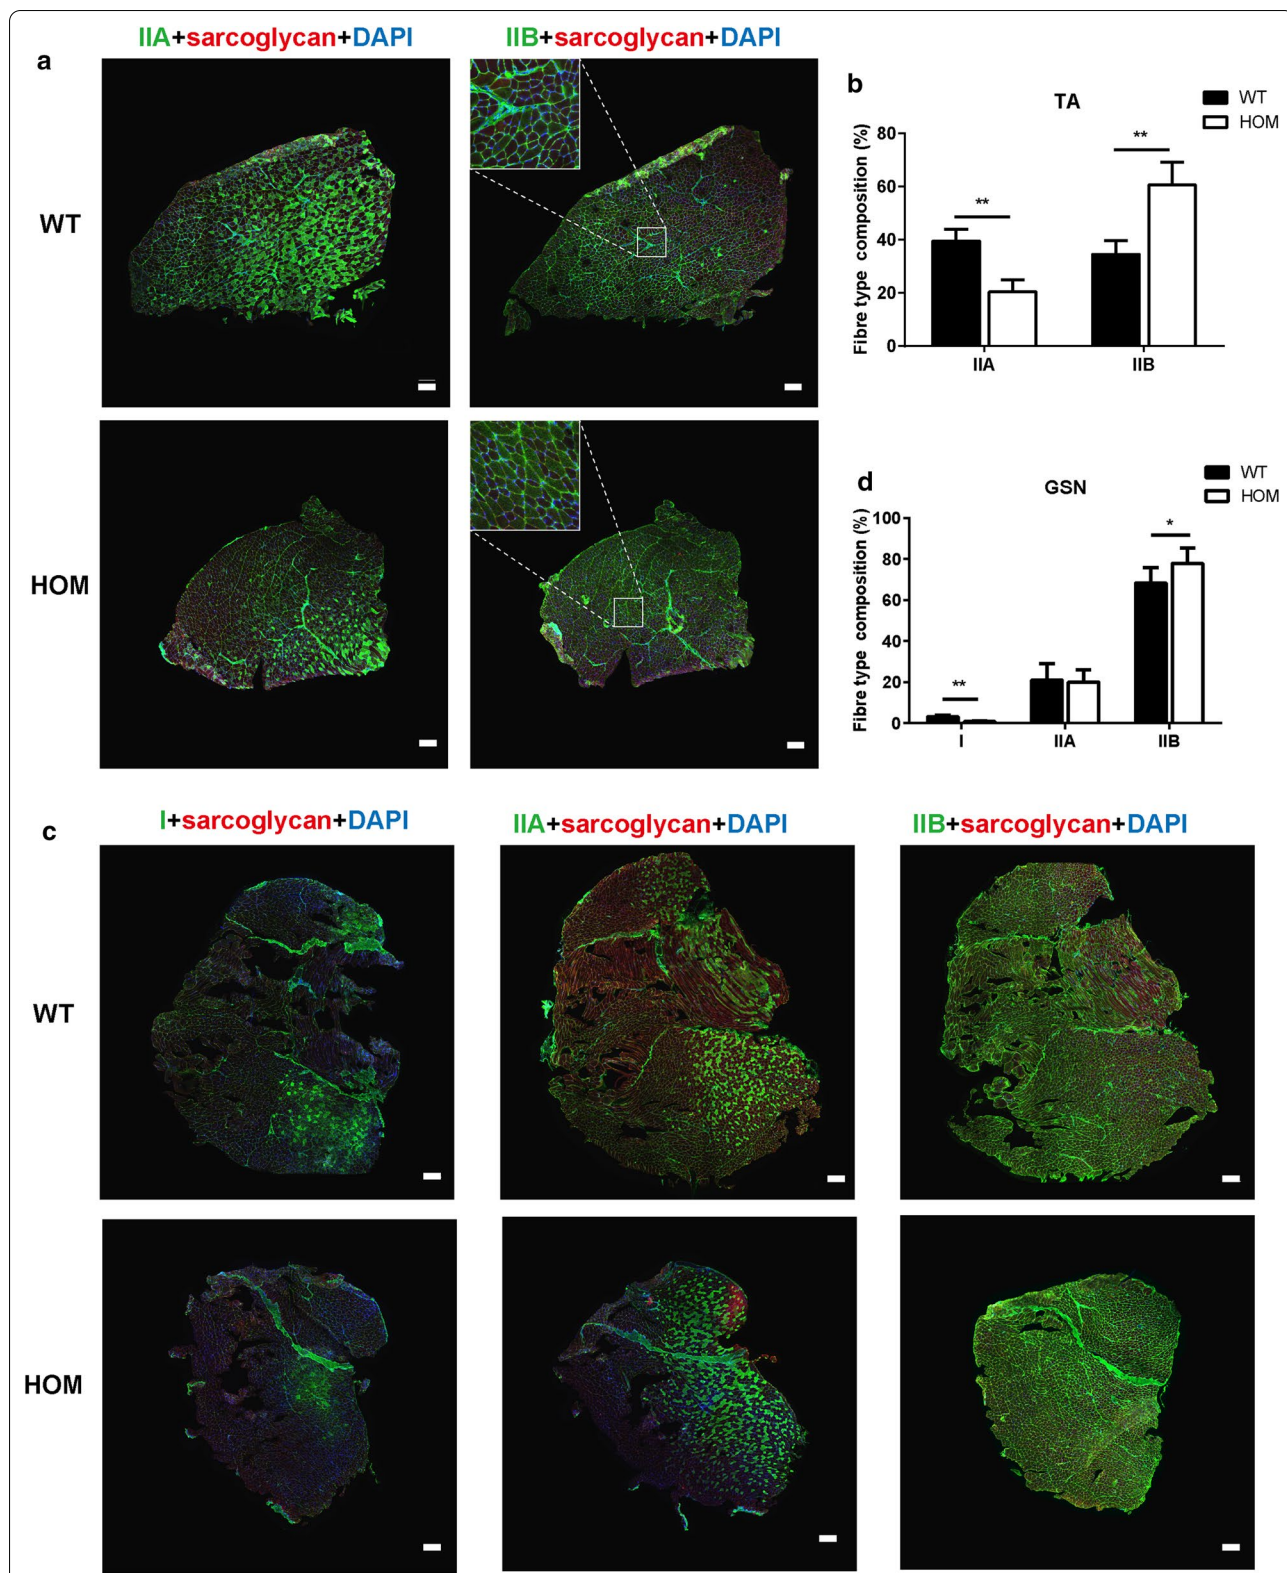 a
IIA+sarcoglycan+DAPI
IIB+sarcoglycan+DAPI
WT
HOM
b
TA
WT
HOM
Fibre type composition (%)
80
60
40
20
0
**
**
IIA
IIB
d
GSN
WT
HOM
Fibre type composition (%)
100
80
60
40
20
0
**
*
I
IIA
IIB
c
I+sarcoglycan+DAPI
IIA+sarcoglycan+DAPI
IIB+sarcoglycan+DAPI
WT
HOM